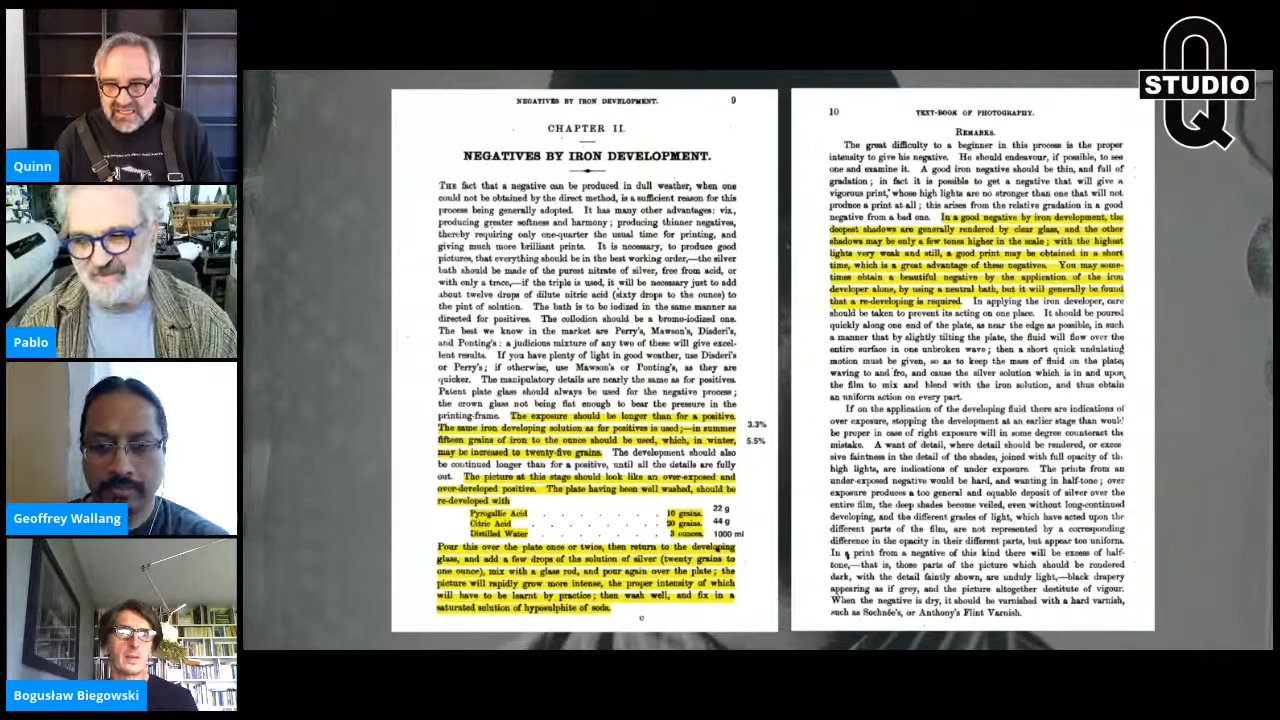 Quinn
Pablo
Geoffrey Wallang
Bogusław Biegowski
NEGATIVES BY IRON DEVELOPMENT. 9
CHAPTER II.
NEGATIVES BY IRON DEVELOPMENT.
THE fact that a negative can be produced in dull weather, when one
could not be obtained by the direct method, is a sufficient reason for this
process being generally adopted. It has many other advantages: viz.,
producing greater softness and harmony; producing thinner negatives,
thereby requiring only one-quarter the usual time for printing, and
giving much more brilliant prints. It is necessary, to produce good
pictures, that everything should be in the best working order,—the silver
bath should be made of the purest nitrate of silver, free from acid, or
with only a trace,—if the triple is used, it will be necessary just to add
about twelve drops of dilute nitric acid (sixty drops to the ounce) to
the pint of solution. The bath is to be iodised in the same manner as
directed for positives. The collodion should be a bromo-iodized one.
The best we know in the market are Perry's, Mawson's, Disderi's,
and Ponting's: a judicious mixture of any two of these will give excel-
lent results. If you have plenty of light in good weather, use Disderi's
or Perry's; if otherwise, use Mawson's or Ponting's, as they are
quicker. The manipulatory details are nearly the same as for positives.
Patent plate glass should always be used for the negative process;
the crown glass not being flat enough to bear the pressure in the
printing-frame. The exposure should be longer than for a positive.
The same iron developing solution as for positives is used;—in summer 3.3%
fifteen grains of iron to the ounce should be used, which, in winter, 5.5%
may be increased to twenty-five grains. The development should also
be continued longer than for a positive, until all the details are fully
out. The picture at this stage should look like an over-exposed and
over-developed positive. The plate having been well washed, should be
re-developed with
Pyrogallic Acid . . . . . 10 grains. 22 g
Citric Acid . . . . . . 20 grains. 44 g
Distilled Water . . . . . 3 ounces. 1000 ml
Pour this over the plate once or twice, then return to the developing
glass, and add a few drops of the solution of silver (twenty grains to
one ounce), mix with a glass rod, and pour again over the plate; the
picture will rapidly grow more intense, the proper intensity of which
will have to be learnt by practice; then wash well, and fix in a
saturated solution of hyposulphite of soda.
C
10 TEXT-BOOK OF PHOTOGRAPHY.
REMARKS.
The great difficulty to a beginner in this process is the proper
intensity to give his negative. He should endeavour, if possible, to see
one and examine it. A good iron negative should be thin, and full of
gradation; in fact it is possible to get a negative that will give a
vigorous print, whose high lights are no stronger than one that will not
produce a print at all; this arises from the relative gradation in a good
negative from a bad one. In a good negative by iron development, the
deepest shadows are generally rendered by clear glass, and the other
shadows may be only a few tones higher in the scale; with the highest
lights very weak and still, a good print may be obtained in a short
time, which is a great advantage of these negatives. You may some-
times obtain a beautiful negative by the application of the iron
developer alone, by using a neutral bath, but it will generally be found
that a re-developing is required. In applying the iron developer, care
should be taken to prevent its acting on one place. It should be poured
quickly along one end of the plate, as near the edge as possible, in such
a manner that by slightly tilting the plate, the fluid will flow over the
entire surface in one unbroken wave; then a short quick undulating
motion must be given, so as to keep the mass of fluid on the plate
waving to and fro, and cause the silver solution which is in and upon
the film to mix and blend with the iron solution, and thus obtain
an uniform action on every part.
If on the application of the developing fluid there are indications of
over exposure, stopping the development at an earlier stage than would
be proper in case of right exposure will in some degree counteract the
mistake. A want of detail, where detail should be rendered, or exces-
sive faintness in the detail of the shades, joined with full opacity of the
high lights, are indications of under exposure. The prints from an
under-exposed negative would be hard, and wanting in half-tone; over
exposure produces a too general and equable deposit of silver over the
entire film, the deep shades become veiled, even without long-continued
developing, and the different grades of light, which have acted upon the
different parts of the film, are not represented by a corresponding
difference in the opacity in their different parts, but appear too uniform.
In a print from a negative of this kind there will be excess of half-
tone,—that is, those parts of the picture which should be rendered
dark, with the detail faintly shown, are unduly light,—black drapery
appearing as if grey, and the picture altogether destitute of vigour.
When the negative is dry, it should be varnished with a hard varnish,
such as Sœhnée's, or Anthony's Flint Varnish.
Q
STUDIO